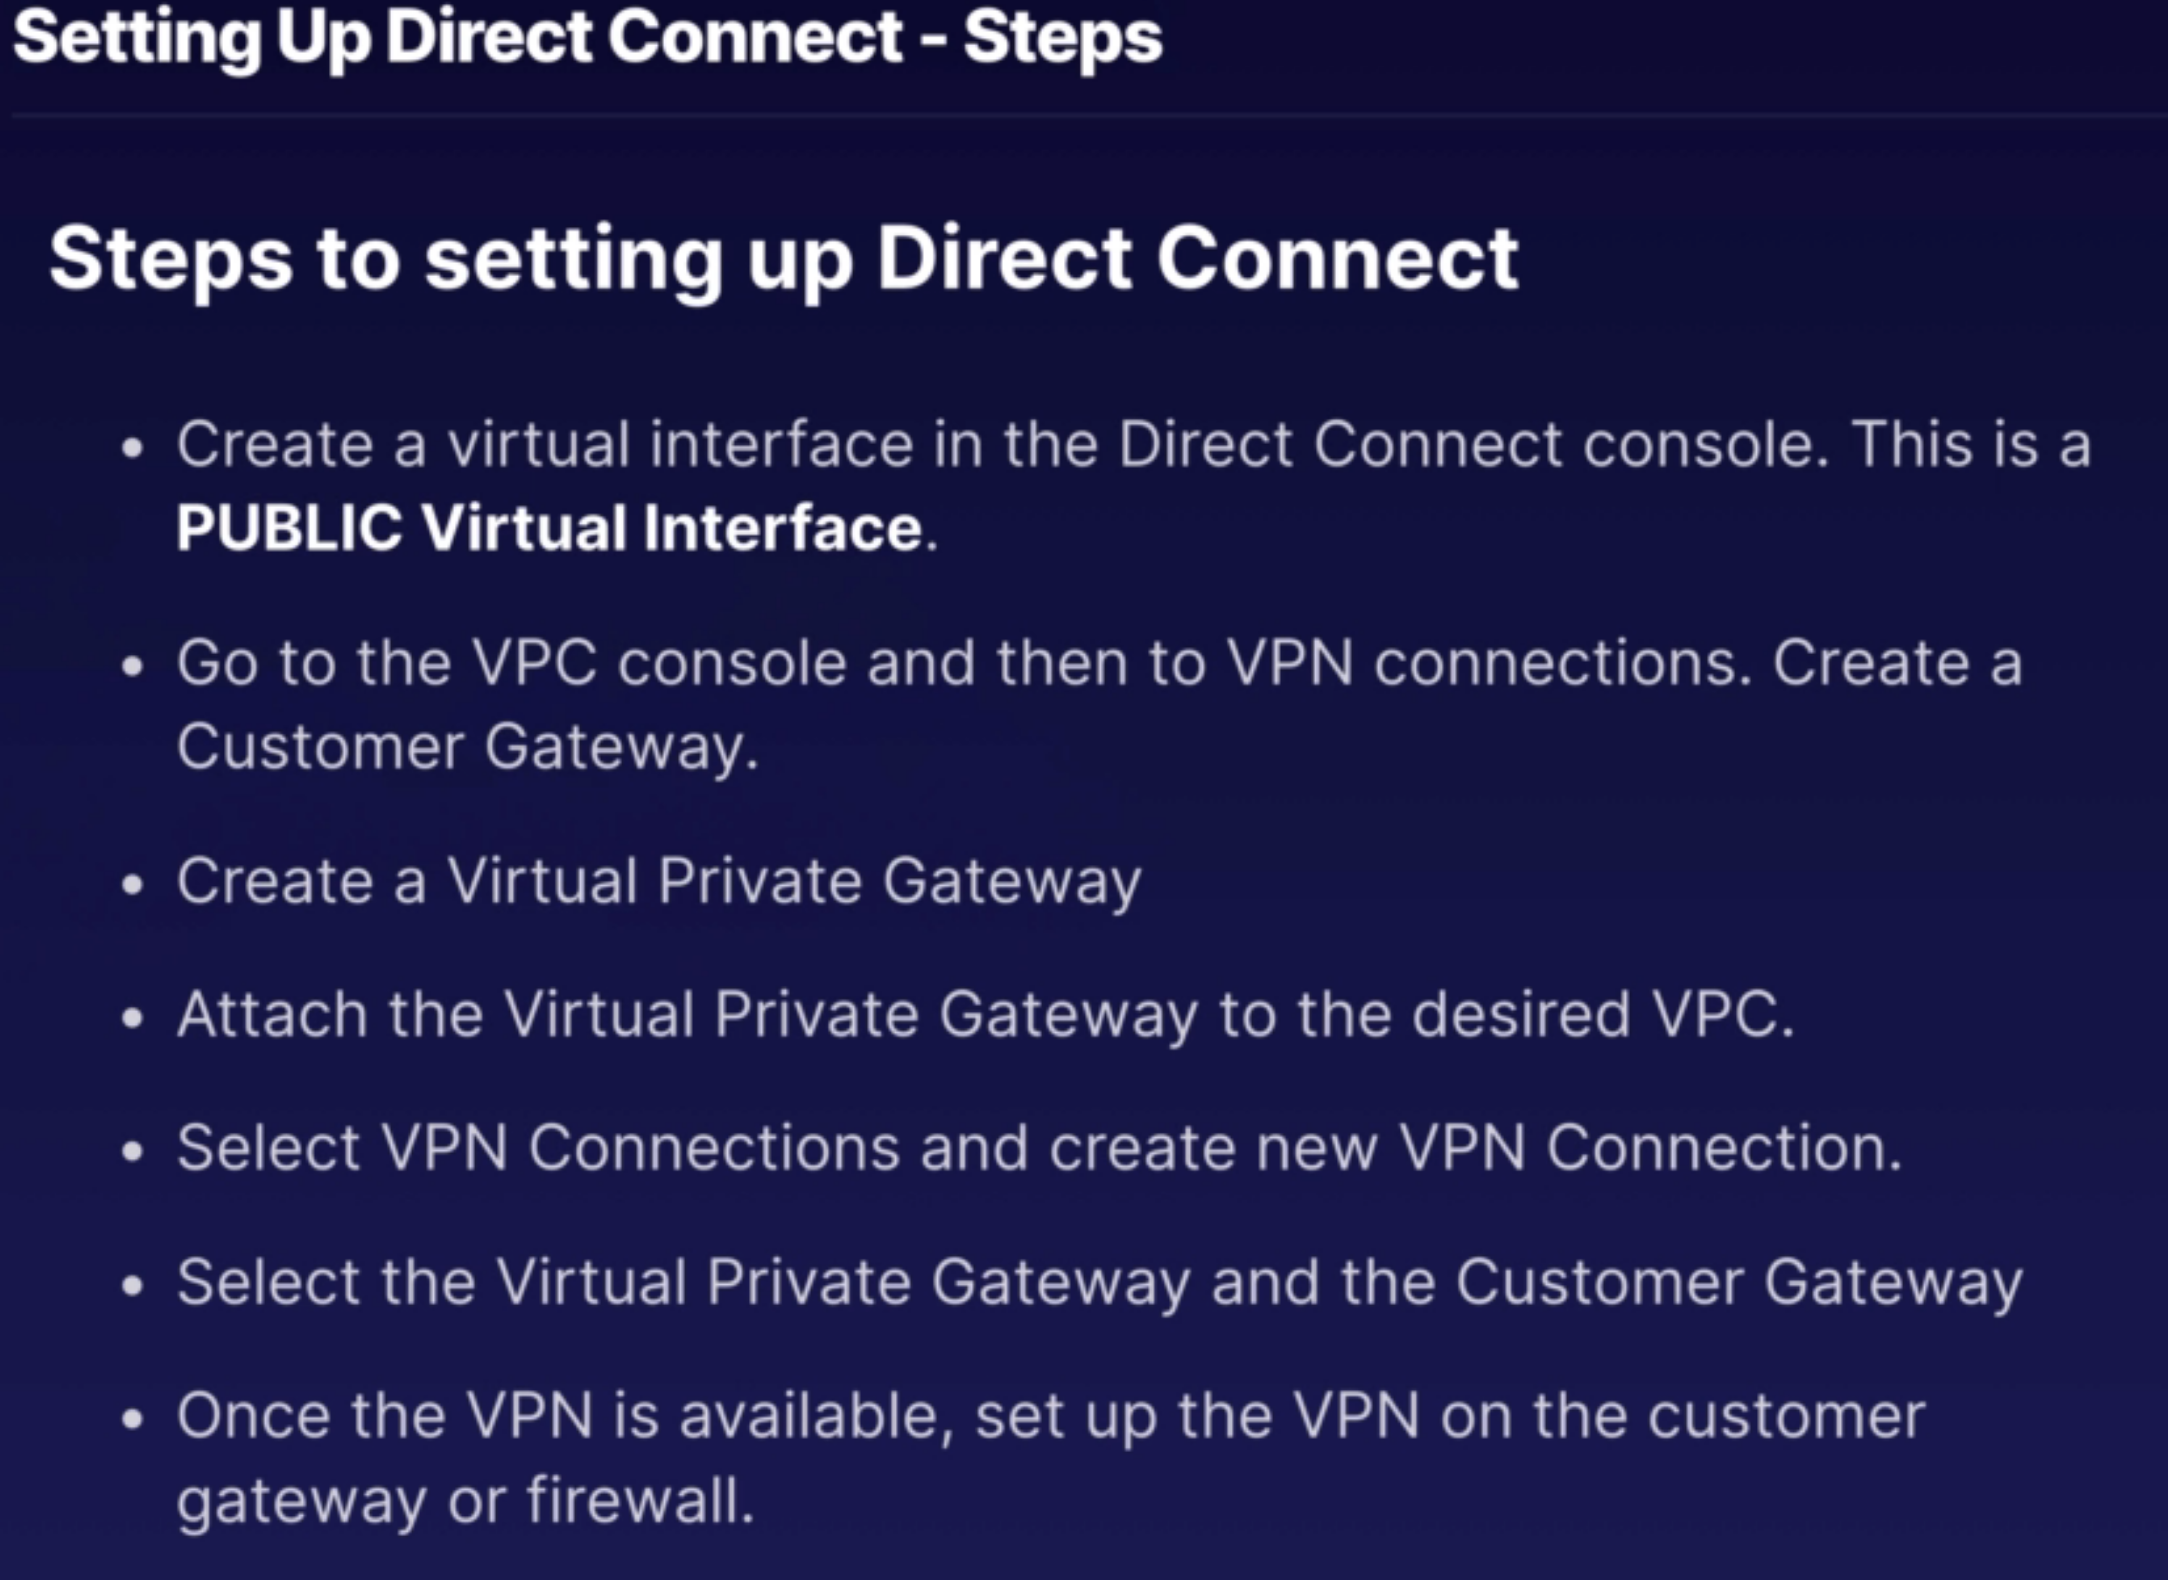 Setting Up Direct Connect - Steps
Steps to setting up Direct Connect
• Create a virtual interface in the Direct Connect console. This is a
PUBLIC Virtual Interface.
• Go to the VPC console and then to VPN connections. Create a
Customer Gateway.
• Create a Virtual Private Gateway
• Attach the Virtual Private Gateway to the desired VPC.
• Select VPN Connections and create new VPN Connection.
• Select the Virtual Private Gateway and the Customer Gateway
• Once the VPN is available, set up the VPN on the customer
gateway or firewall.